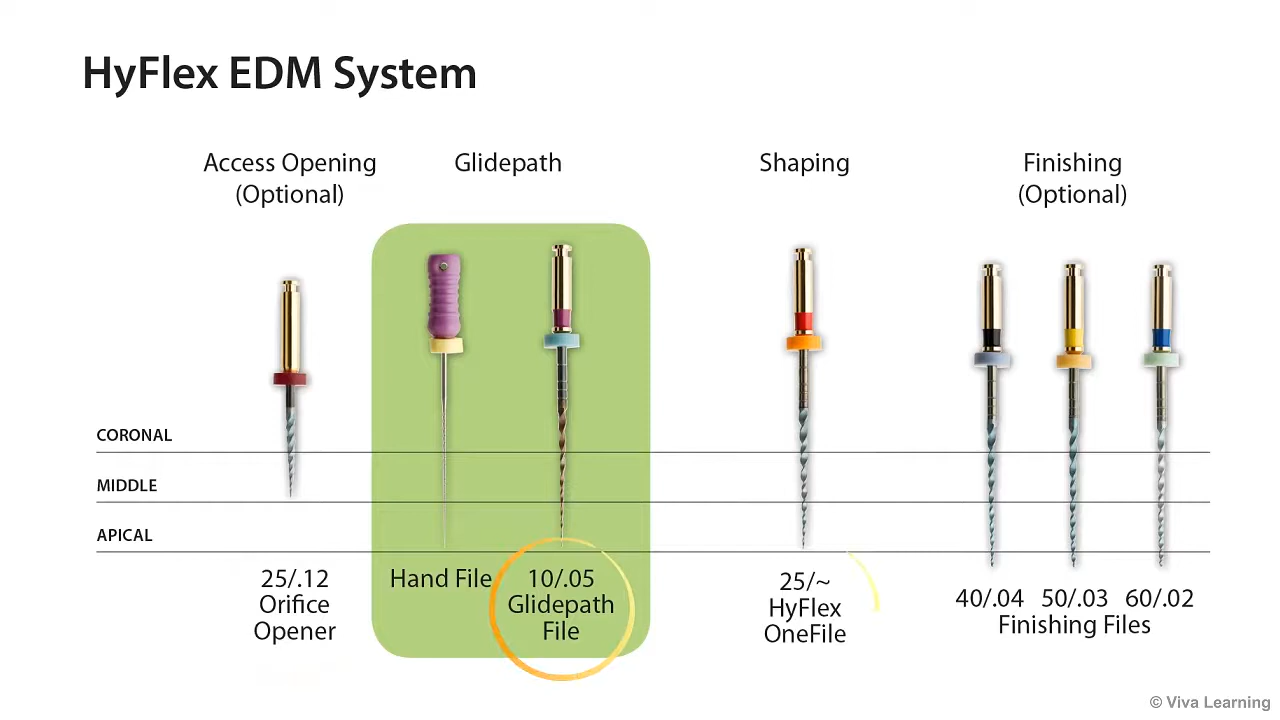 HyFlex EDM System
Access Opening
(Optional)
Glidepath
Shaping
Finishing
(Optional)
CORONAL
MIDDLE
APICAL
25/.12
Orifice
Opener
Hand File
10/.05
Glidepath
File
25/~
HyFlex
OneFile
40/.04 50/.03 60/.02
Finishing Files
© Viva Learning